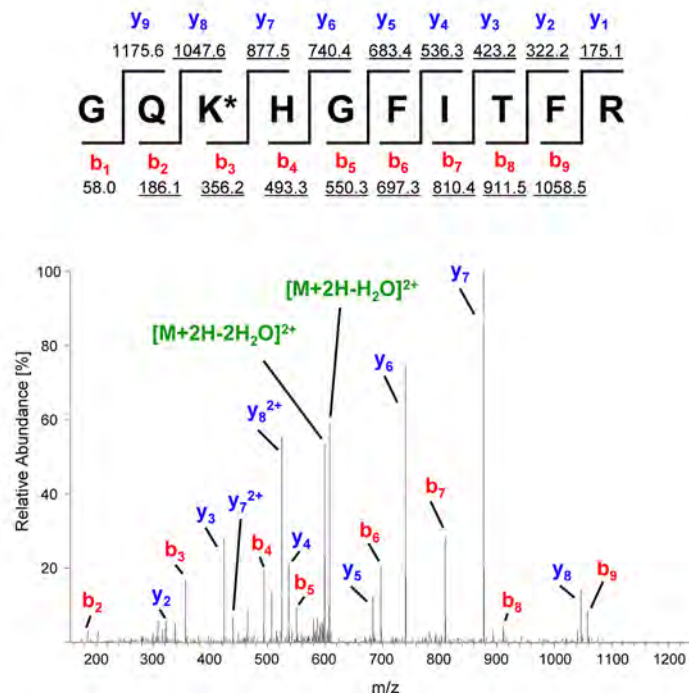 y9 y8 y7 y6 y5 y4 y3 y2 y1
1175.6 1047.6 877.5 740.4 683.4 536.3 423.2 322.2 175.1
G Q K* H G F I T F R
b1 b2 b3 b4 b5 b6 b7 b8 b9
58.0 186.1 356.2 493.3 550.3 697.3 810.4 911.5 1058.5
100
y7
[M+2H-H2O]2+
[M+2H-2H2O]2+
80
y6
60
y8 2+
Relative Abundance [%]
40
y3
y7 2+
b7
b3
b4
y4
b6
20
b5
y5
y8
b9
b2
y2
b8
200 300 400 500 600 700 800 900 1000 1100 1200
m/z